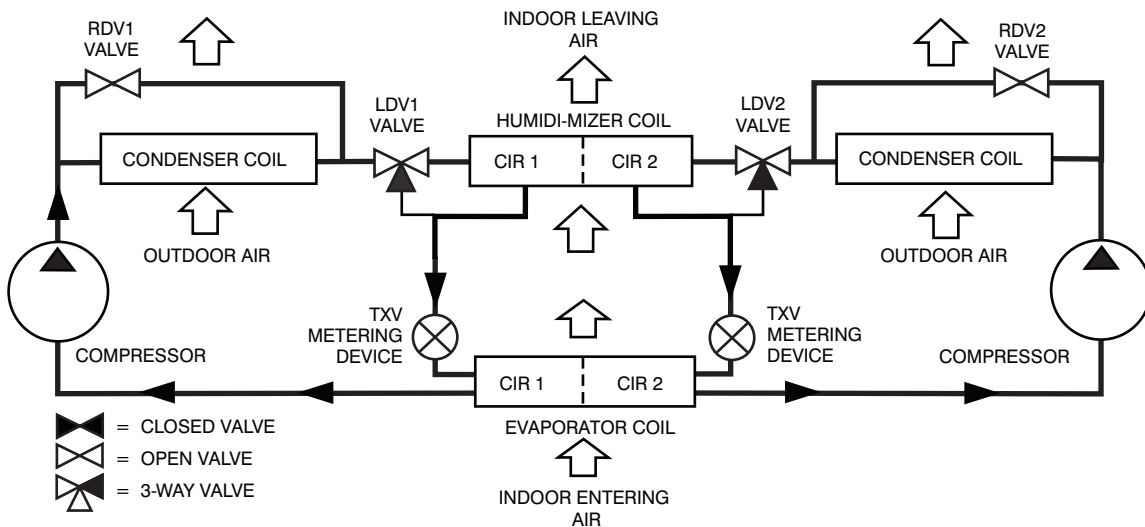 RDV1
VALVE
INDOOR LEAVING
AIR
RDV2
VALVE
LDV1
VALVE
HUMIDI-MIZER COIL
LDV2
VALVE
CONDENSER COIL
CIR 1
CIR 2
CONDENSER COIL
OUTDOOR AIR
OUTDOOR AIR
TXV
METERING
DEVICE
TXV
METERING
DEVICE
COMPRESSOR
COMPRESSOR
CIR 1
CIR 2
EVAPORATOR COIL
= CLOSED VALVE
= OPEN VALVE
= 3-WAY VALVE
INDOOR ENTERING
AIR